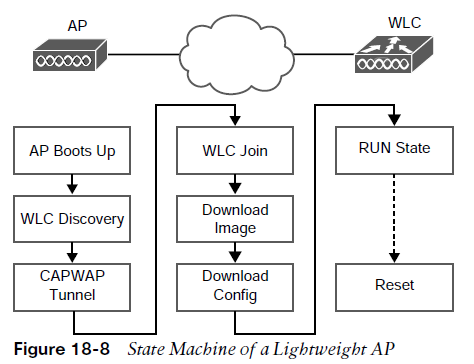 AP
WLC
AP Boots Up
WLC Discovery
CAPWAP
Tunnel
WLC Join
Download
Image
Download
Config
RUN State
Reset
Figure 18-8 State Machine of a Lightweight AP